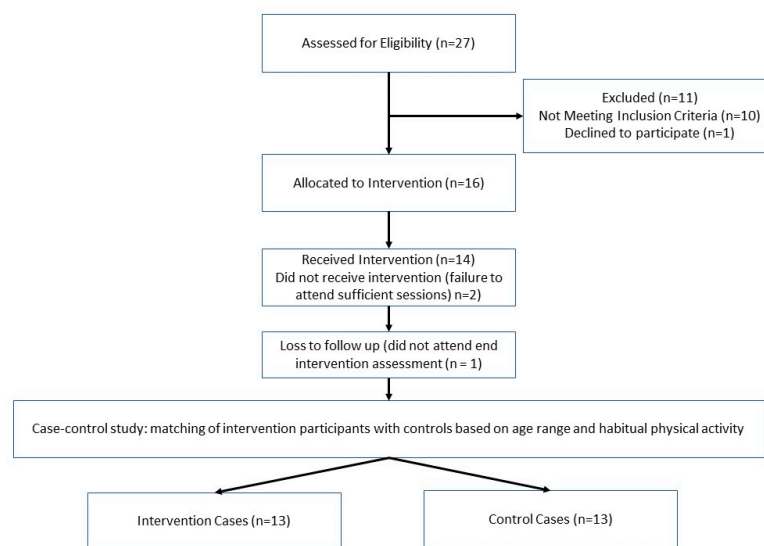 Assessed for Eligibility (n=27)
Excluded (n=11)
Not Meeting Inclusion Criteria (n=10)
Declined to participate (n=1)
Allocated to Intervention (n=16)
Received Intervention (n=14)
Did not receive intervention (failure to
attend sufficient sessions) n=2)
Loss to follow up (did not attend end
intervention assessment (n = 1)
Case-control study: matching of intervention participants with controls based on age range and habitual physical activity
Intervention Cases (n=13)
Control Cases (n=13)